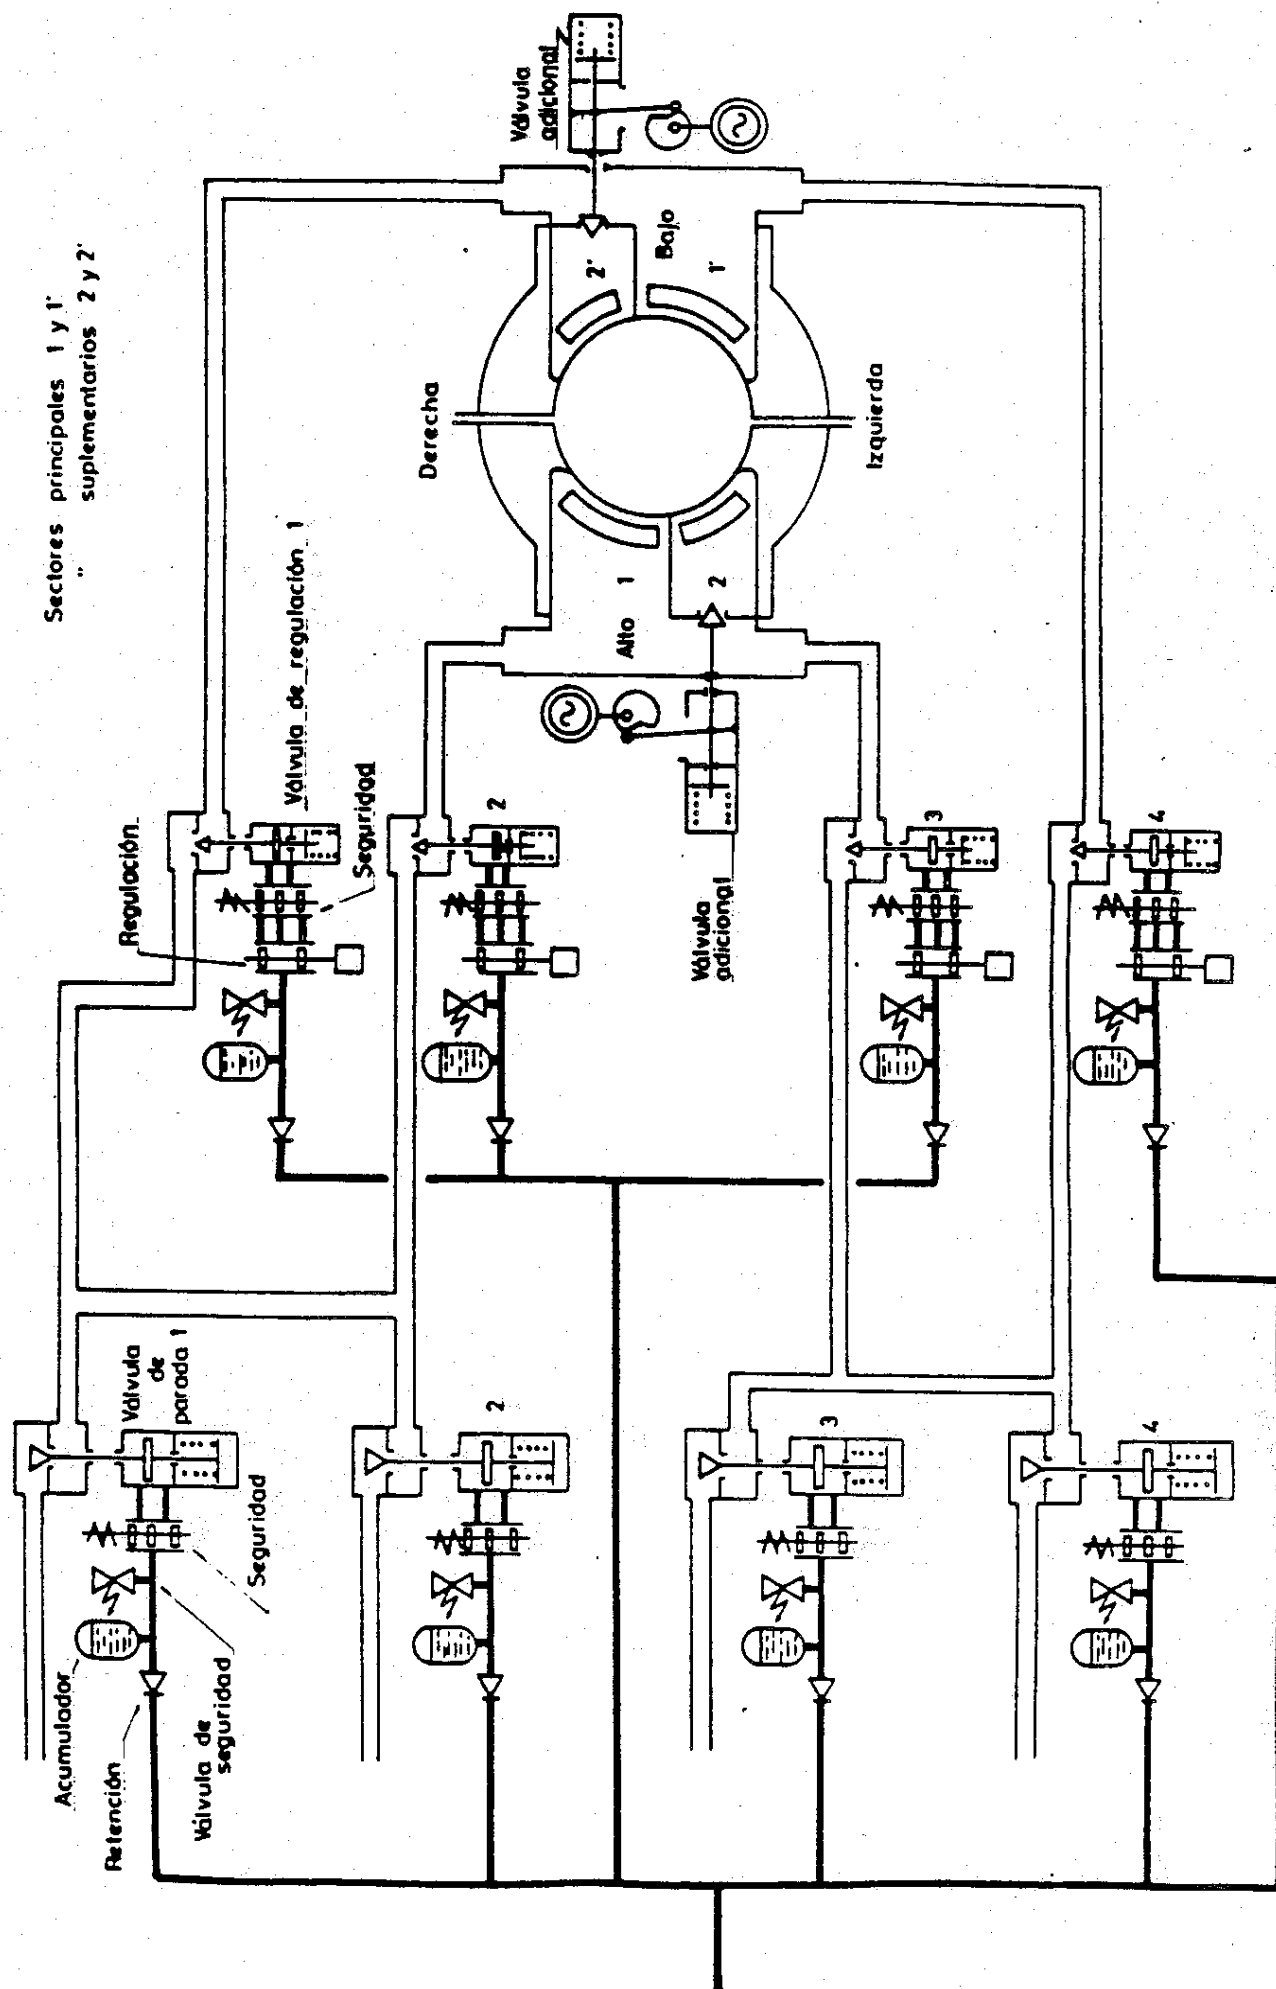 Sectores principales 1 y 1'
" suplementarios 2 y 2'
Válvula
adicional
Derecha
2'
Bajo
1'
Izquierda
1
Alto
2
Válvula de regulación 1
Regulación
Seguridad
2
Válvula
adicional
3
4
Válvula
de
parada 1
2
3
4
Seguridad
Acumulador
Retención
Válvula de
seguridad